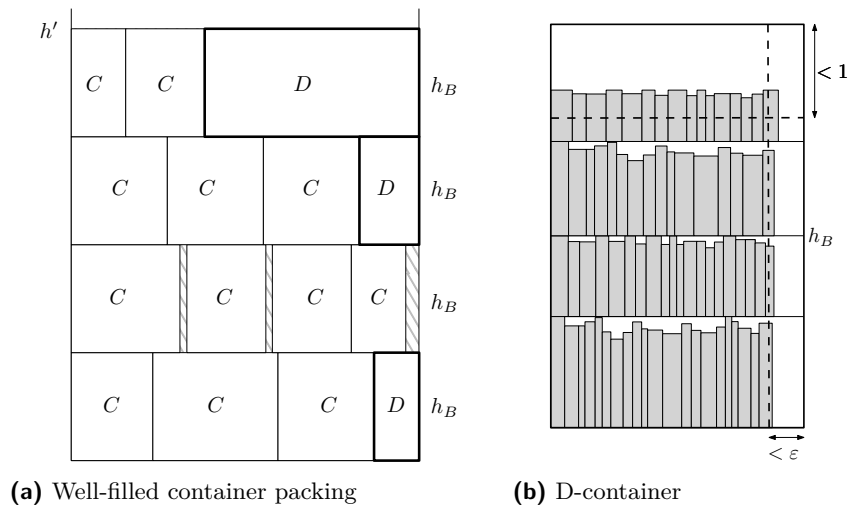 h′
C C D h_B
C C C D h_B
C C C C h_B
C C C D h_B
(a) Well-filled container packing
< 1
h_B
< ε
(b) D-container